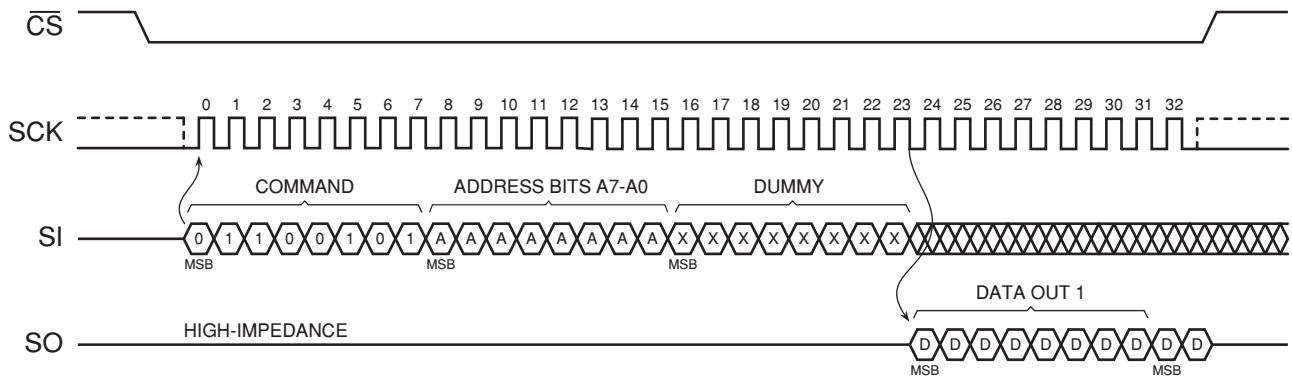 CS
0 1 2 3 4 5 6 7 8 9 10 11 12 13 14 15 16 17 18 19 20 21 22 23 24 25 26 27 28 29 30 31 32
SCK
COMMAND ADDRESS BITS A7-A0 DUMMY
SI 0 1 1 0 0 1 0 1 A A A A A A A A X X X X X X X X
MSB MSB MSB
DATA OUT 1
HIGH-IMPEDANCE
SO D D D D D D D D D D
MSB MSB